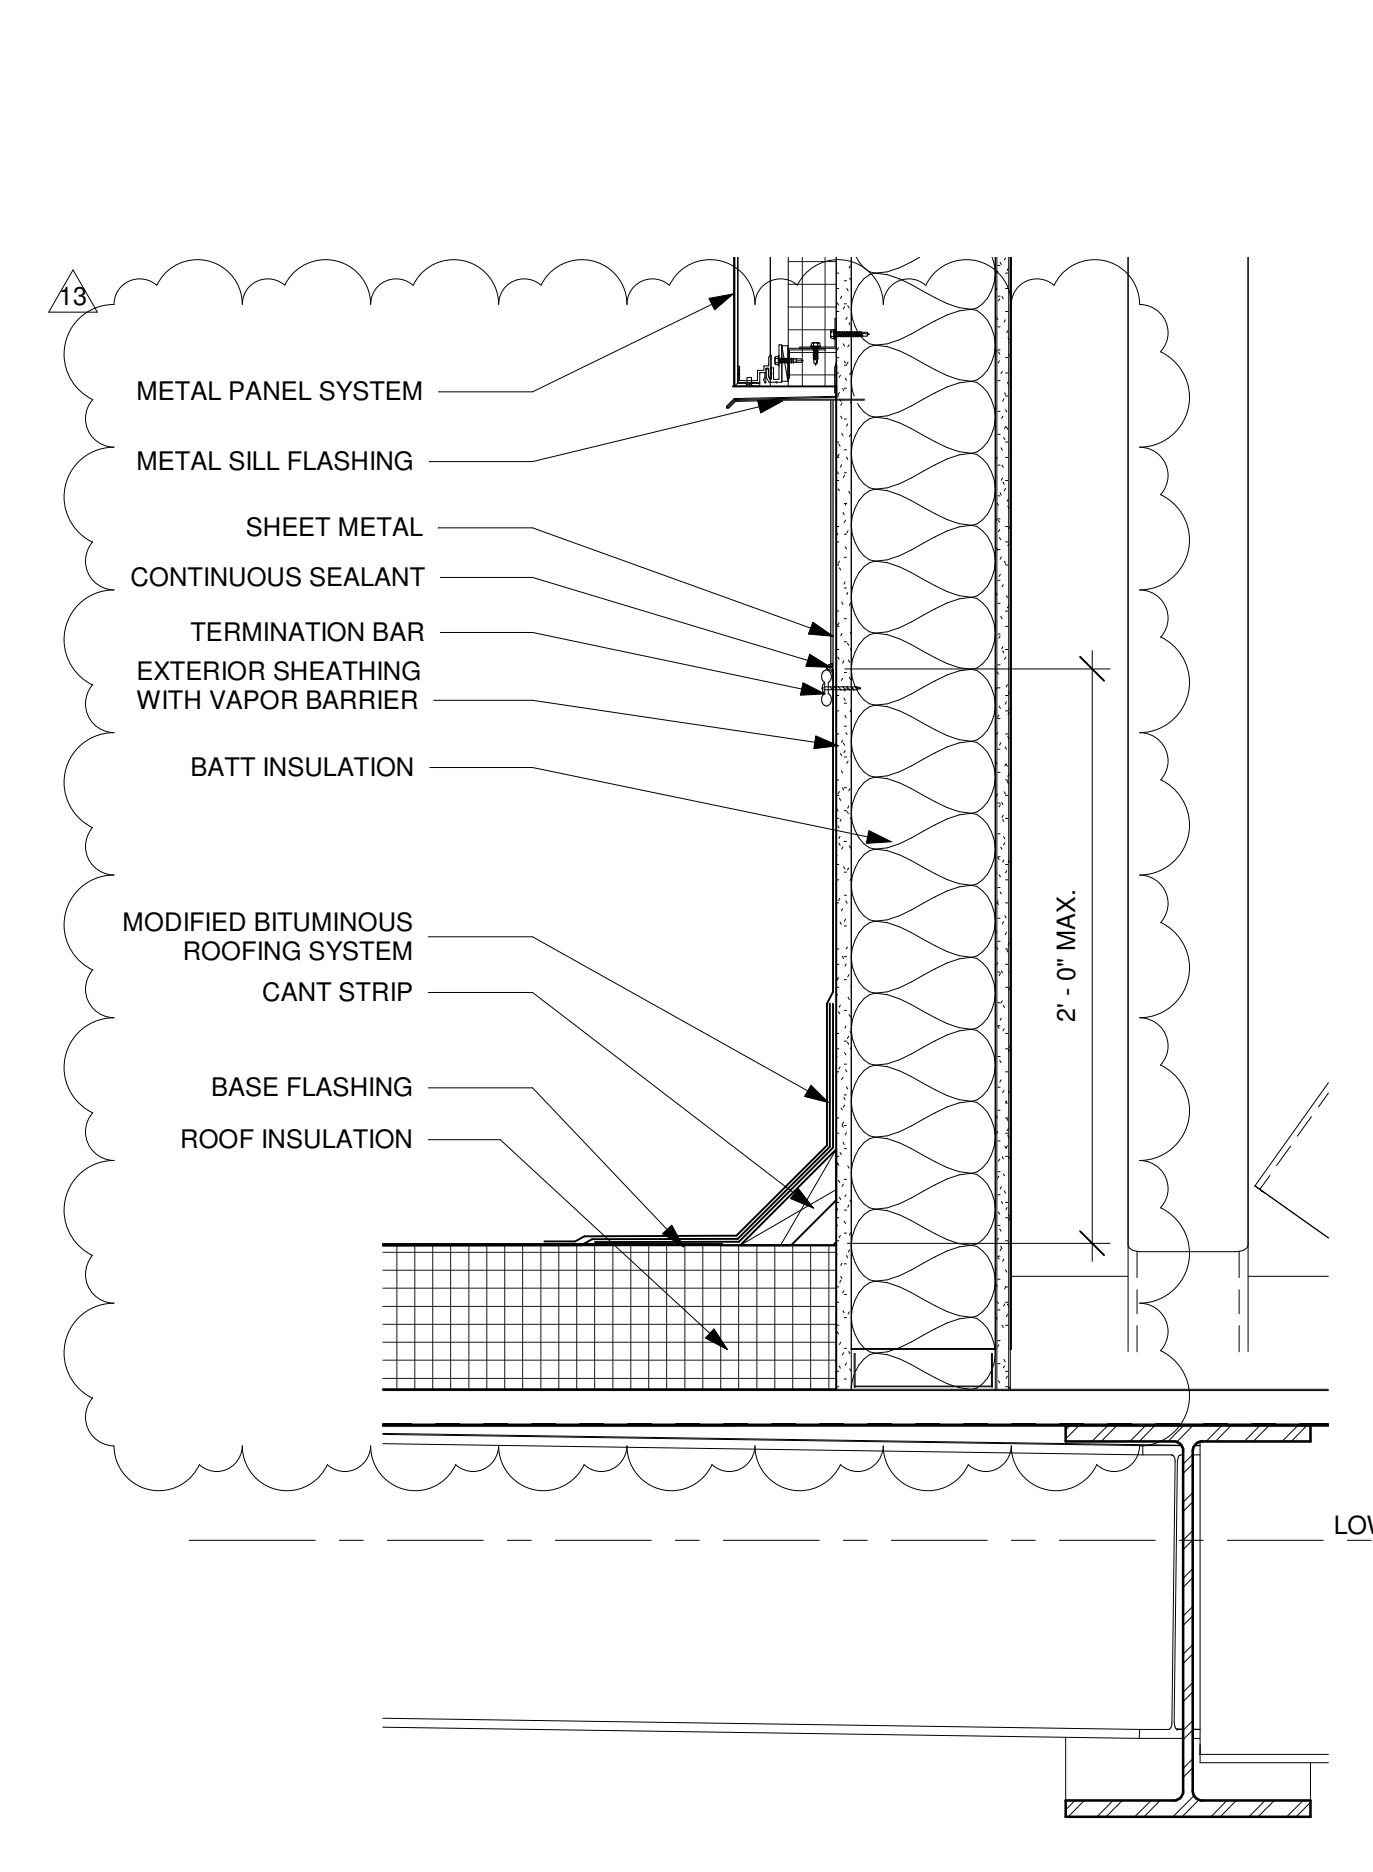 13
METAL PANEL SYSTEM
METAL SILL FLASHING
SHEET METAL
CONTINUOUS SEALANT
TERMINATION BAR
EXTERIOR SHEATHING
WITH VAPOR BARRIER
BATT INSULATION
MODIFIED BITUMINOUS
ROOFING SYSTEM
CANT STRIP
BASE FLASHING
ROOF INSULATION
2' - 0" MAX.